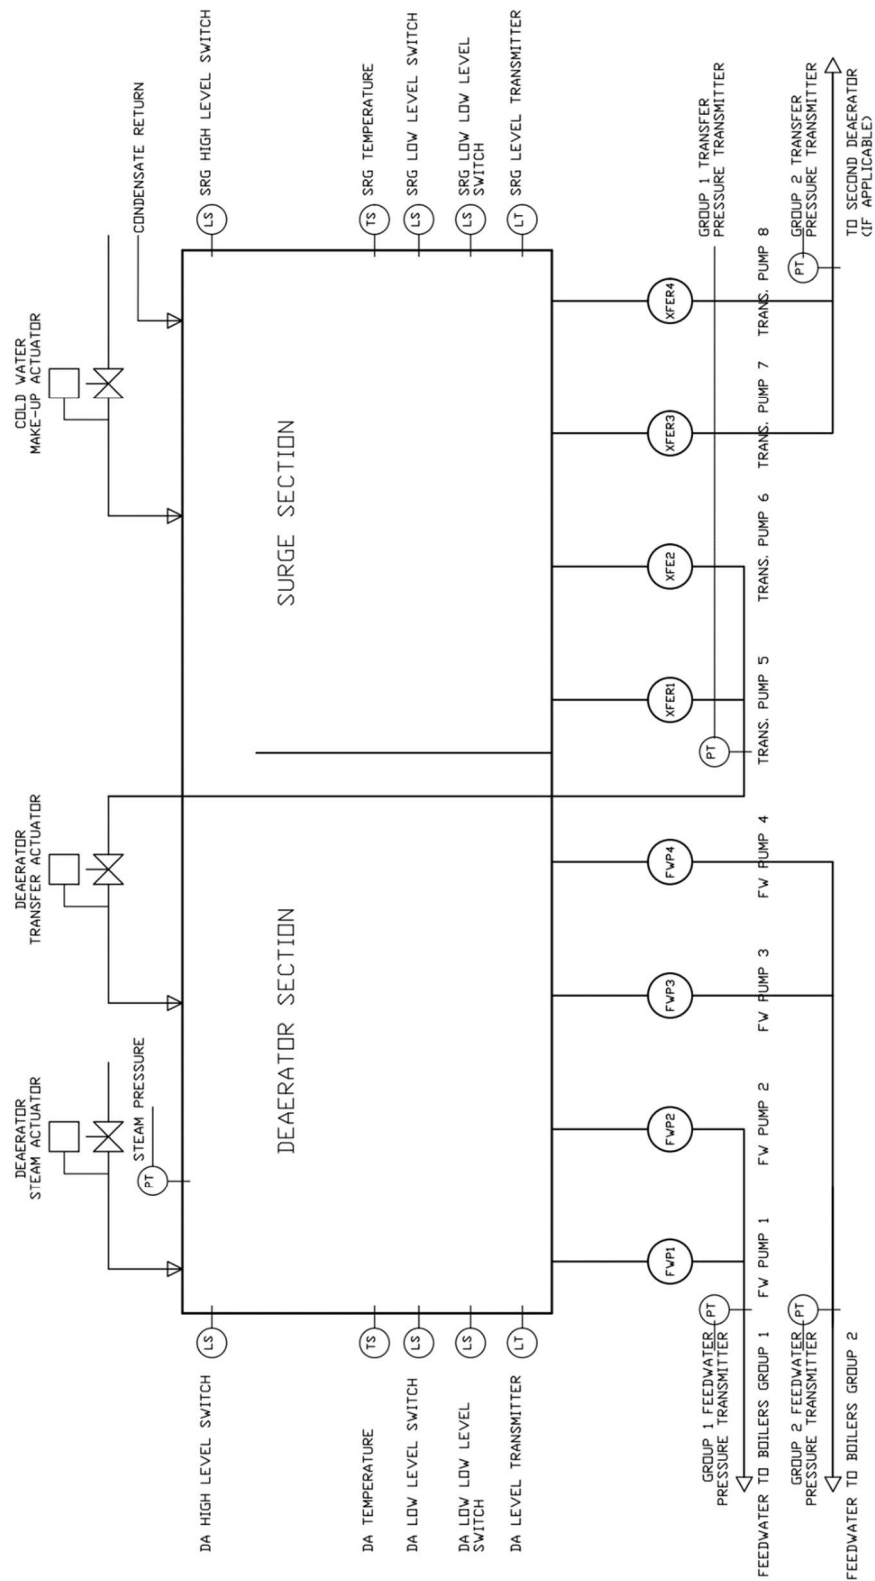 DEAERATOR
STEAM ACTUATOR
DEAERATOR
TRANSFER ACTUATOR
COLD WATER
MAKE-UP ACTUATOR
STEAM PRESSURE
PT
CONDENSATE RETURN
DA HIGH LEVEL SWITCH
LS
LS
SRG HIGH LEVEL SWITCH
DEAERATOR SECTION
SURGE SECTION
DA TEMPERATURE
TS
TS
SRG TEMPERATURE
DA LOW LEVEL SWITCH
LS
LS
SRG LOW LEVEL SWITCH
DA LOW LOW LEVEL
SWITCH
LS
LS
SRG LOW LOW LEVEL
SWITCH
DA LEVEL TRANSMITTER
LT
LT
SRG LEVEL TRANSMITTER
FWP1
FWP2
FWP3
FWP4
XFER1
XFE2
XFER3
XFER4
GROUP 1 FEEDWATER
PRESSURE TRANSMITTER
PT
PT
GROUP 1 TRANSFER
PRESSURE TRANSMITTER
FEEDWATER TO BOILERS GROUP 1
FW PUMP 1
FW PUMP 2
FW PUMP 3
FW PUMP 4
TRANS. PUMP 5
TRANS. PUMP 6
TRANS. PUMP 7
TRANS. PUMP 8
GROUP 2 FEEDWATER
PRESSURE TRANSMITTER
PT
PT
GROUP 2 TRANSFER
PRESSURE TRANSMITTER
FEEDWATER TO BOILERS GROUP 2
TO SECOND DEAERATOR
(IF APPLICABLE)